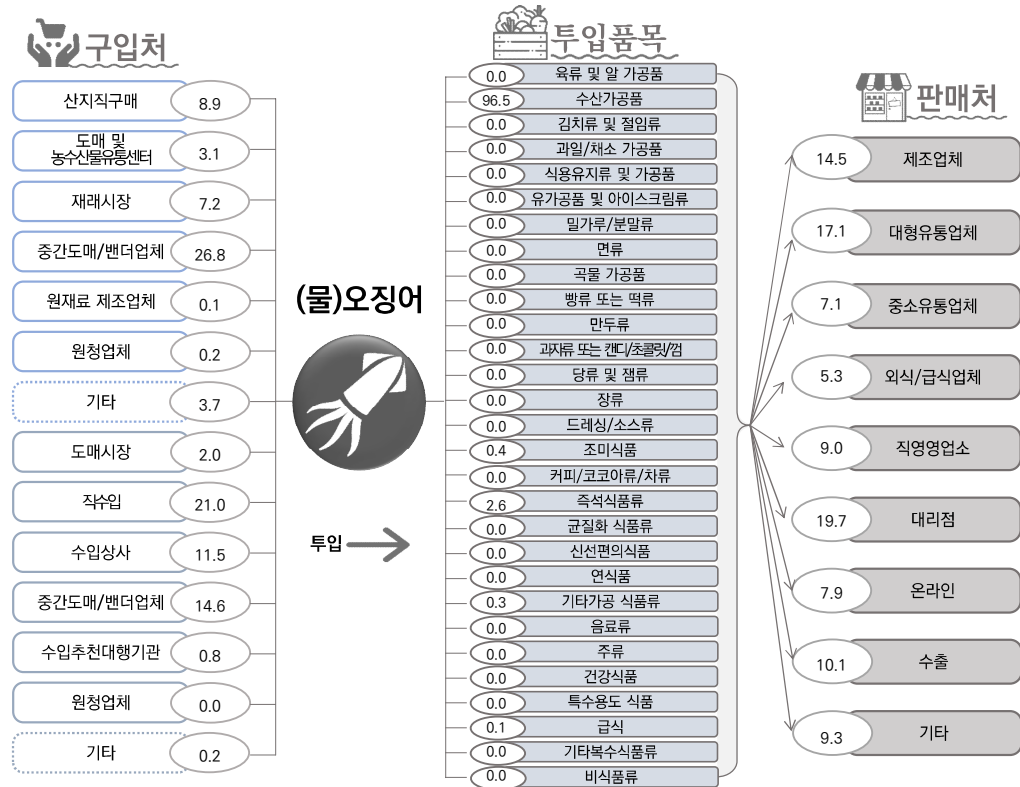 구입처
산지직구매 8.9
도매 및
농수산물유통센터 3.1
재래시장 7.2
중간도매/밴더업체 26.8
원재료 제조업체 0.1
원청업체 0.2
기타 3.7
도매시장 2.0
직수입 21.0
수입상사 11.5
중간도매/밴더업체 14.6
수입추천대행기관 0.8
원청업체 0.0
기타 0.2
(물)오징어
투입
투입품목
0.0 육류 및 알 가공품
96.5 수산가공품
0.0 김치류 및 절임류
0.0 과일/채소 가공품
0.0 식용유지류 및 가공품
0.0 유가공품 및 아이스크림류
0.0 밀가루/분말류
0.0 면류
0.0 곡물 가공품
0.0 빵류 또는 떡류
0.0 만두류
0.0 과자류 또는 캔디/초콜릿/껌
0.0 당류 및 잼류
0.0 장류
0.0 드레싱/소스류
0.4 조미식품
0.0 커피/코코아류/차류
2.6 즉석식품류
0.0 균질화 식품류
0.0 신선편의식품
0.0 연식품
0.3 기타가공 식품류
0.0 음료류
0.0 주류
0.0 건강식품
0.0 특수용도 식품
0.1 급식
0.0 기타복수식품류
0.0 비식품류
판매처
14.5 제조업체
17.1 대형유통업체
7.1 중소유통업체
5.3 외식/급식업체
9.0 직영영업소
19.7 대리점
7.9 온라인
10.1 수출
9.3 기타